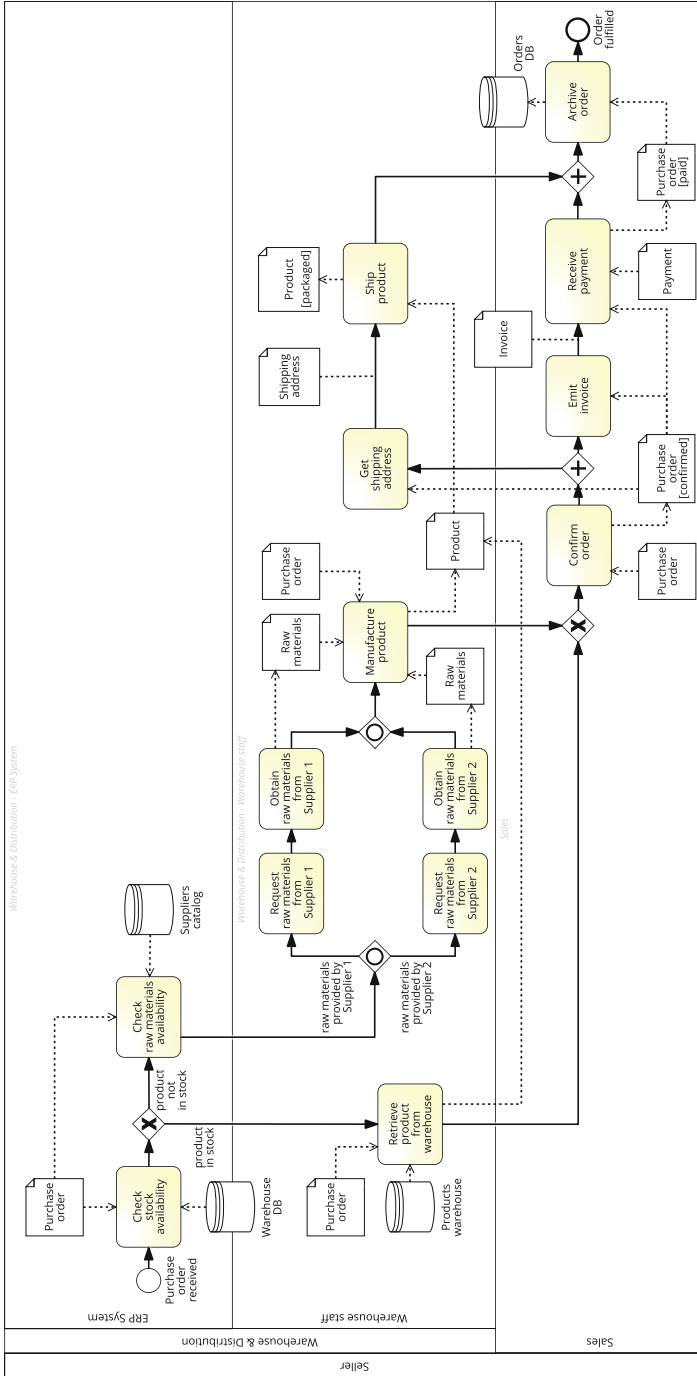 Seller
Warehouse & Distribution
Sales
ERP System
Warehouse staff
Warehouse & Distribution - ERP System
Warehouse & Distribution - Warehouse staff
Sales
Purchase
order
received
Purchase
order
Check
stock
availability
Warehouse
DB
product
not
in stock
product
in stock
Check
raw materials
availability
Suppliers
catalog
Purchase
order
Products
warehouse
Retrieve
product
from
warehouse
raw materials
provided by
Supplier 1
raw materials
provided by
Supplier 2
Request
raw materials
from
Supplier 1
Request
raw materials
from
Supplier 2
Obtain
raw materials
from
Supplier 1
Obtain
raw materials
from
Supplier 2
Raw
materials
Raw
materials
Purchase
order
Manufacture
product
Product
Purchase
order
Confirm
order
Purchase
order
[confirmed]
Get
shipping
address
Shipping
address
Emit
invoice
Invoice
Product
[packaged]
Ship
product
Receive
payment
Payment
Purchase
order
[paid]
Archive
order
Orders
DB
Order
fulfilled